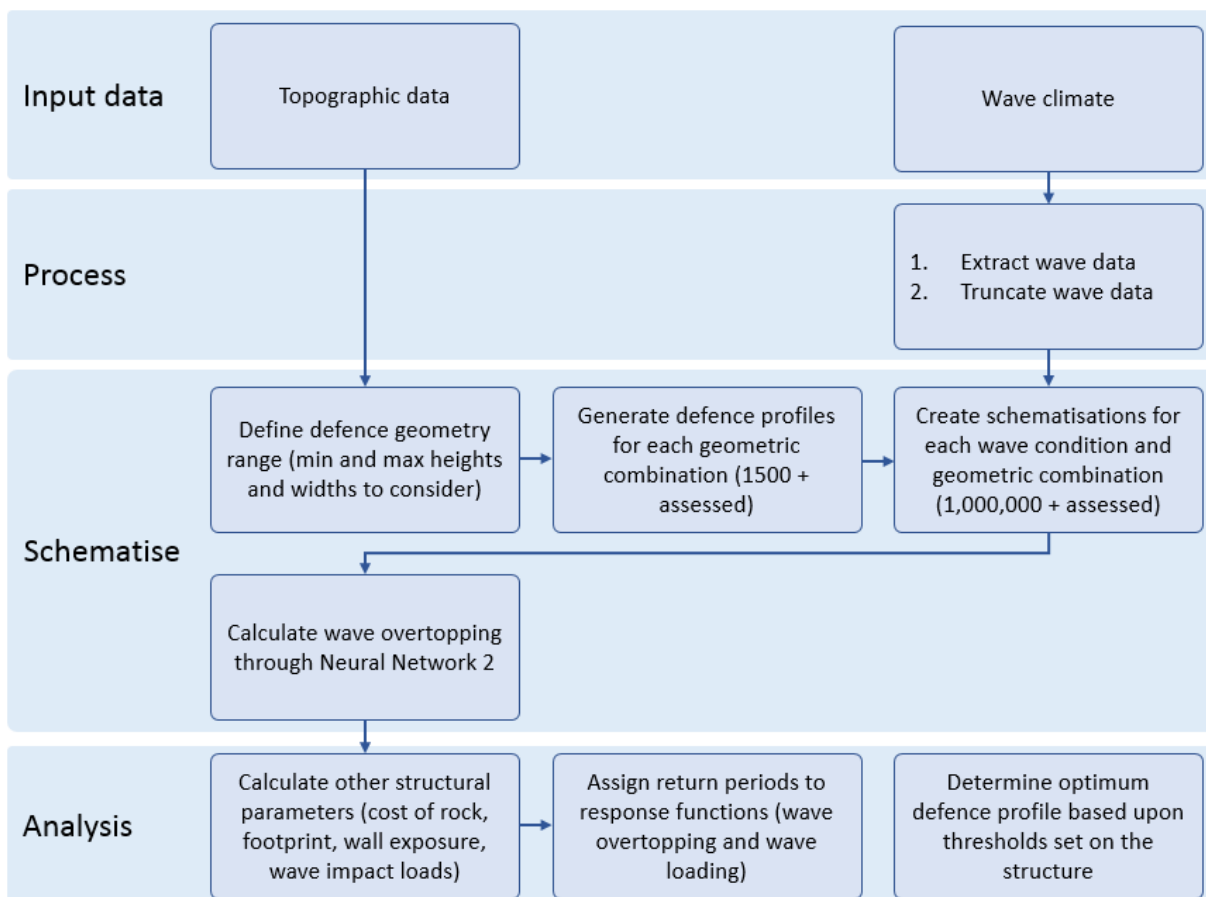 Input data
Topographic data
Wave climate
Process
1. Extract wave data
2. Truncate wave data
Schematise
Define defence geometry
range (min and max heights
and widths to consider)
Generate defence profiles
for each geometric
combination (1500 +
assessed)
Create schematisations for
each wave condition and
geometric combination
(1,000,000 + assessed)
Calculate wave overtopping
through Neural Network 2
Analysis
Calculate other structural
parameters (cost of rock,
footprint, wall exposure,
wave impact loads)
Assign return periods to
response functions (wave
overtopping and wave
loading)
Determine optimum
defence profile based upon
thresholds set on the
structure